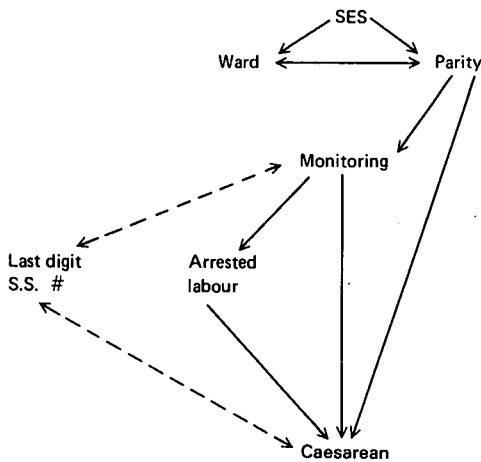 SES
Ward Parity
Monitoring
Last digit
S.S. #
Arrested
labour
Caesarean